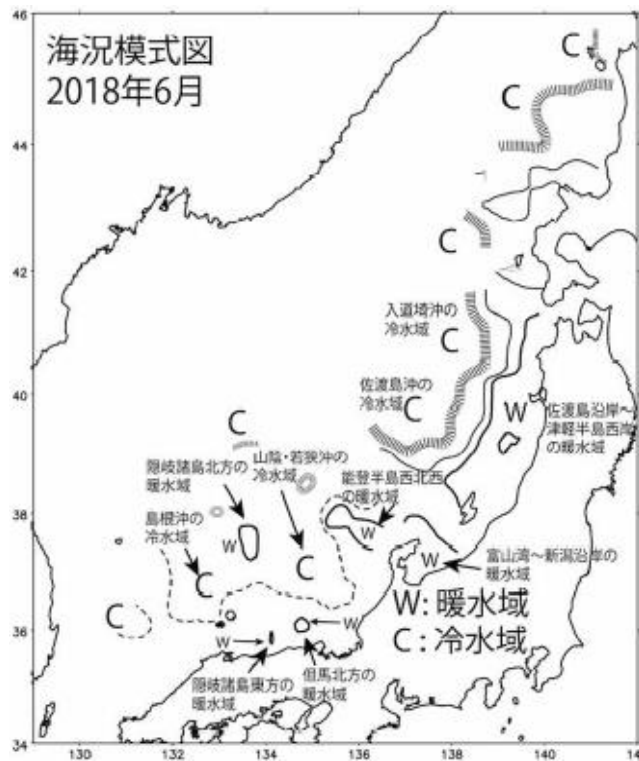 海況模式図
2018年6月
46
44
42
40
38
36
34
C
C
C
入道埼沖の
冷水域
C
佐渡島沖の
冷水域
C
W
佐渡島沿岸～
津軽半島西岸
の暖水域
C
山陰・若狭沖の
冷水域
隠岐諸島北方の
暖水域
能登半島西北西
の暖水域
島根沖の
冷水域
W
W
W
C
C
富山湾～新潟沿岸の
暖水域
C
W: 暖水域
C: 冷水域
W
W
隠岐諸島東方の
暖水域
但馬北方の
暖水域
130
132
134
136
138
140
142